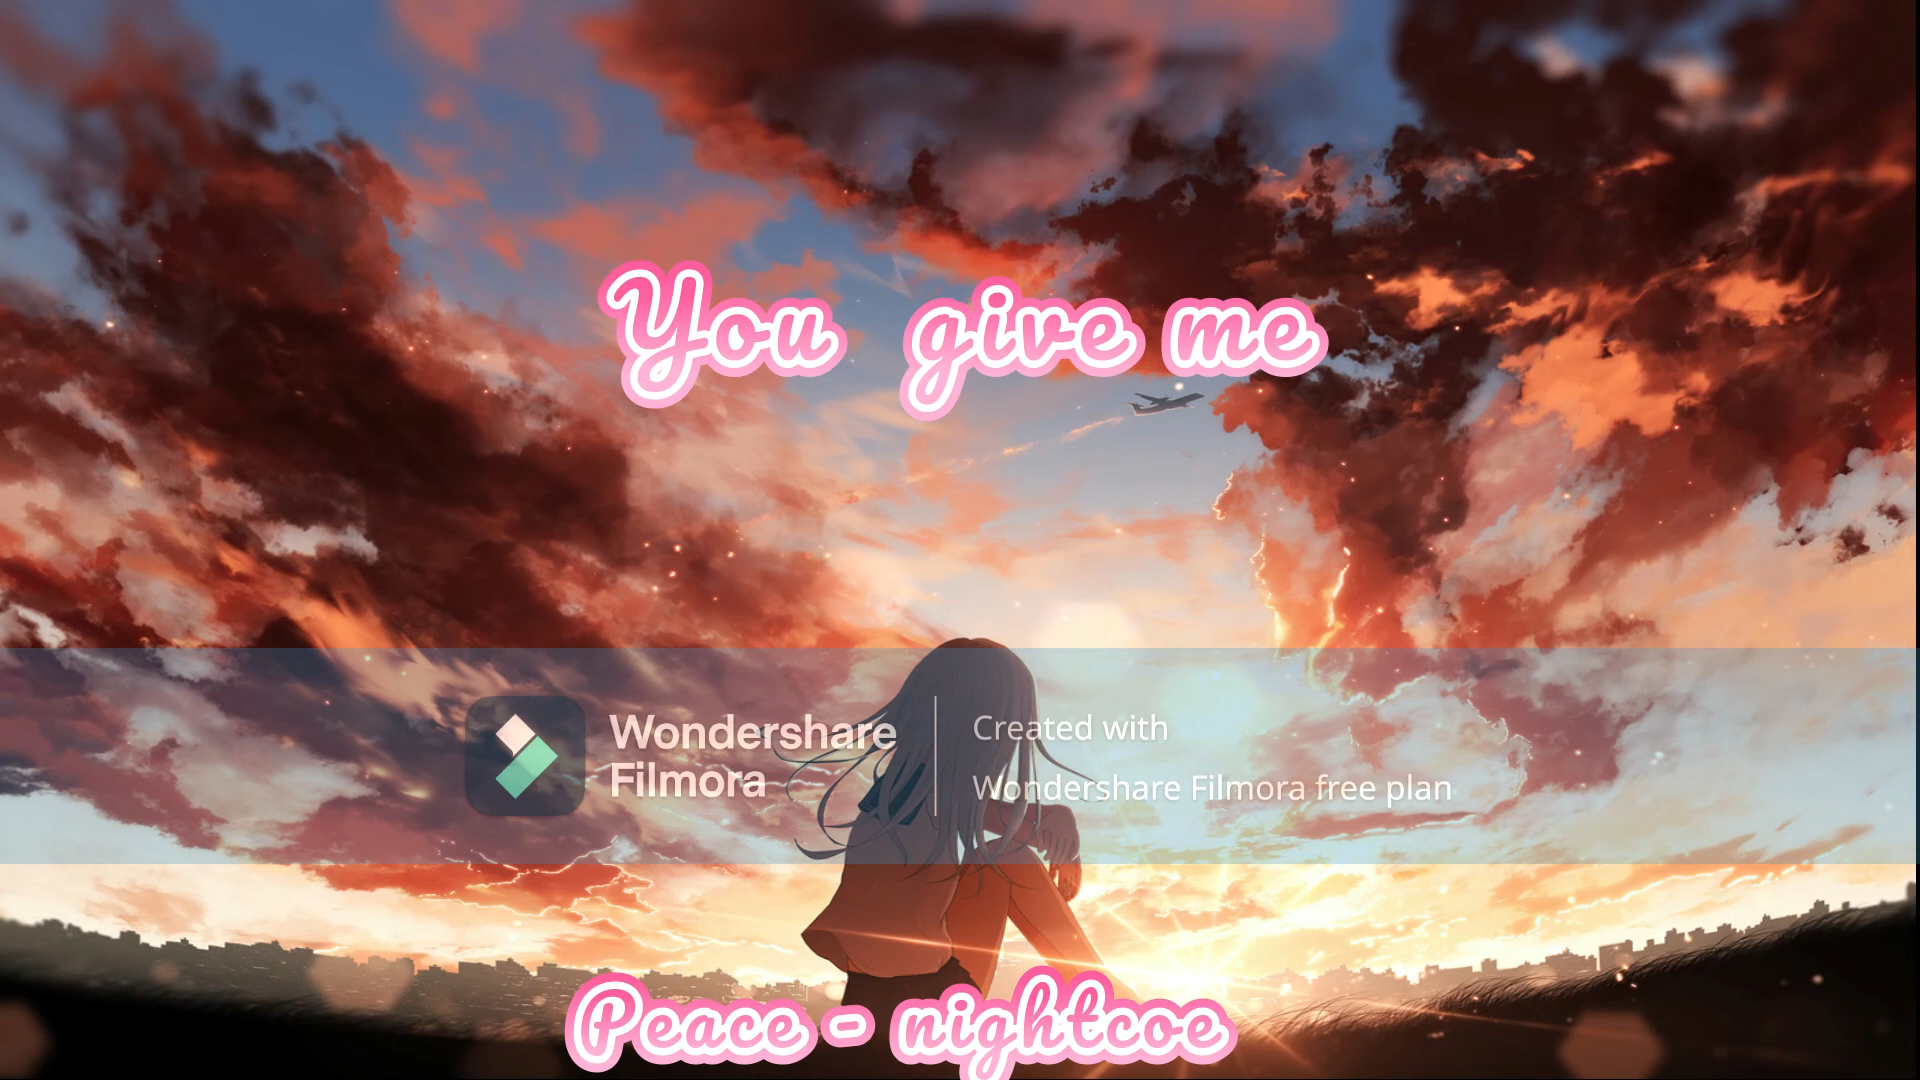 You give me
Wondershare
Filmora
Created with
Wondershare Filmora free plan
Peace - nightcoe